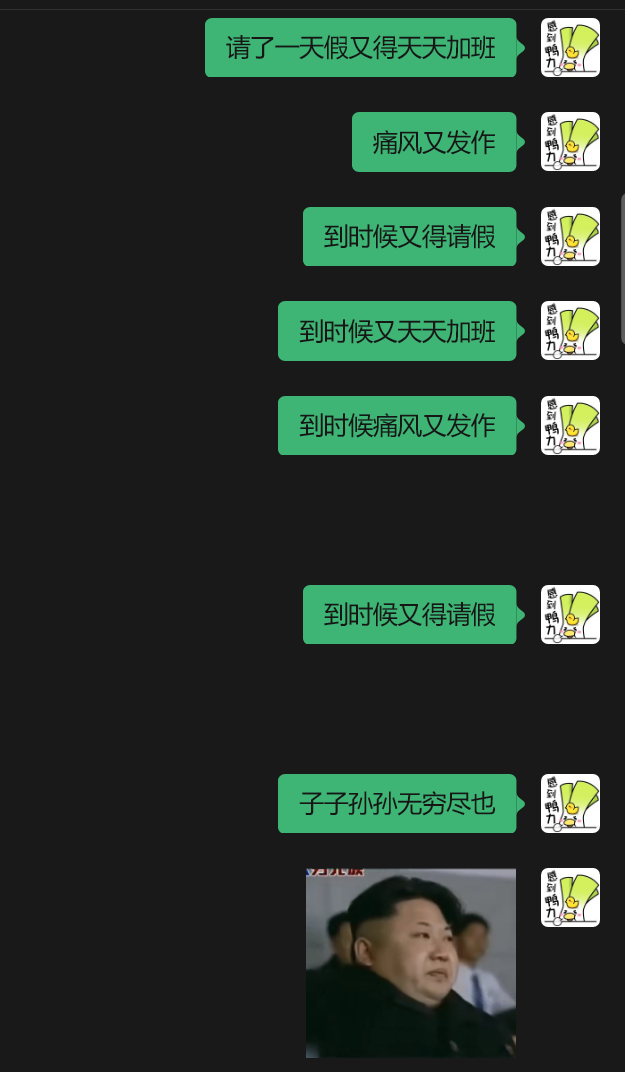 请了一天假又得天天加班
感到鸭力
痛风又发作
感到鸭力
到时候又得请假
感到鸭力
到时候又天天加班
感到鸭力
到时候痛风又发作
感到鸭力
到时候又得请假
感到鸭力
子子孙孙无穷尽也
感到鸭力
感到鸭力